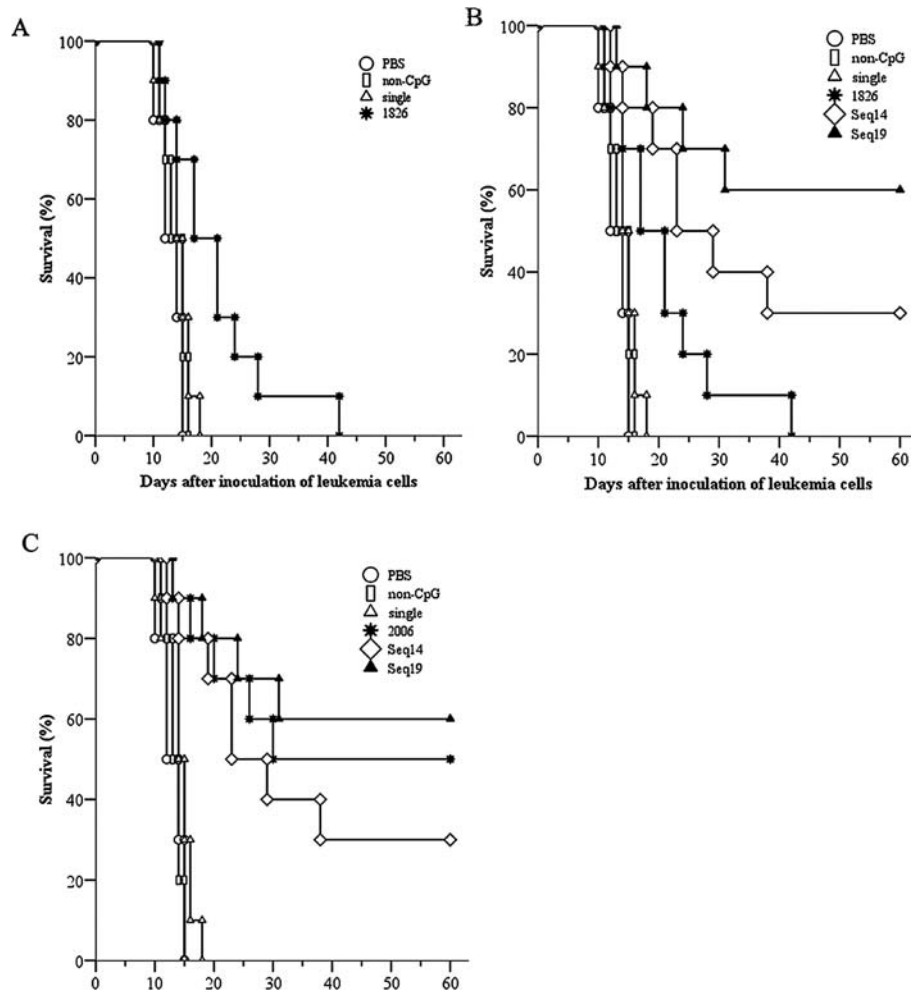 A
100
80
60
40
20
0
Survival (%)
PBS
non-CpG
single
1826
0 10 20 30 40 50 60
Days after inoculation of leukemia cells
B
100
80
60
40
20
0
Survival (%)
PBS
non-CpG
single
1826
Seq14
Seq19
0 10 20 30 40 50 60
Days after inoculation of leukemia cells
C
100
80
60
40
20
0
Survival (%)
PBS
non-CpG
single
2006
Seq14
Seq19
0 10 20 30 40 50 60